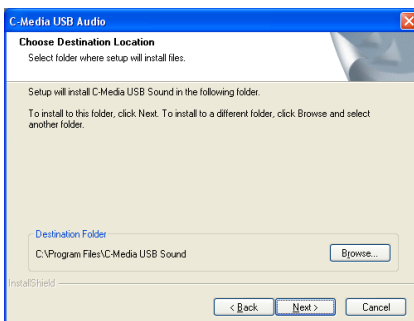 C-Media USB Audio
Choose Destination Location
Select folder where setup will install files.
Setup will install C-Media USB Sound in the following folder.
To install to this folder, click Next. To install to a different folder, click Browse and select
another folder.
Destination Folder
C:\Program Files\C-Media USB Sound
Browse...
InstallShield
< Back
Next >
Cancel